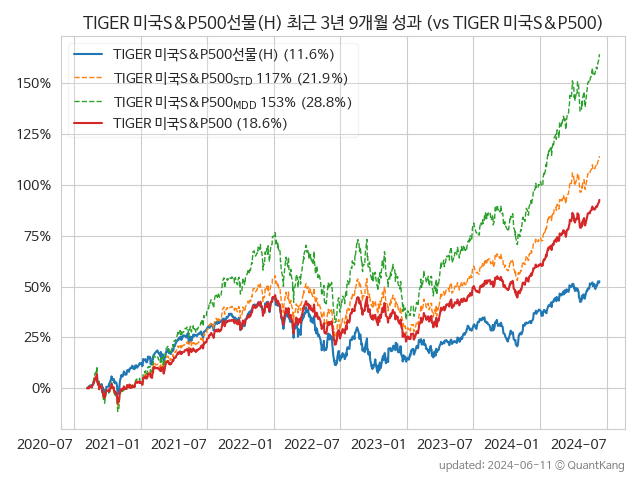 TIGER 미국S&P500선물(H) 최근 3년 9개월 성과 (vs TIGER 미국S&P500)
TIGER 미국S&P500선물(H) (11.6%)
TIGER 미국S&P500STD 117% (21.9%)
TIGER 미국S&P500MDD 153% (28.8%)
TIGER 미국S&P500 (18.6%)
150%
125%
100%
75%
50%
25%
0%
2020-07 2021-01 2021-07 2022-01 2022-07 2023-01 2023-07 2024-01 2024-07
updated: 2024-06-11 © QuantKang